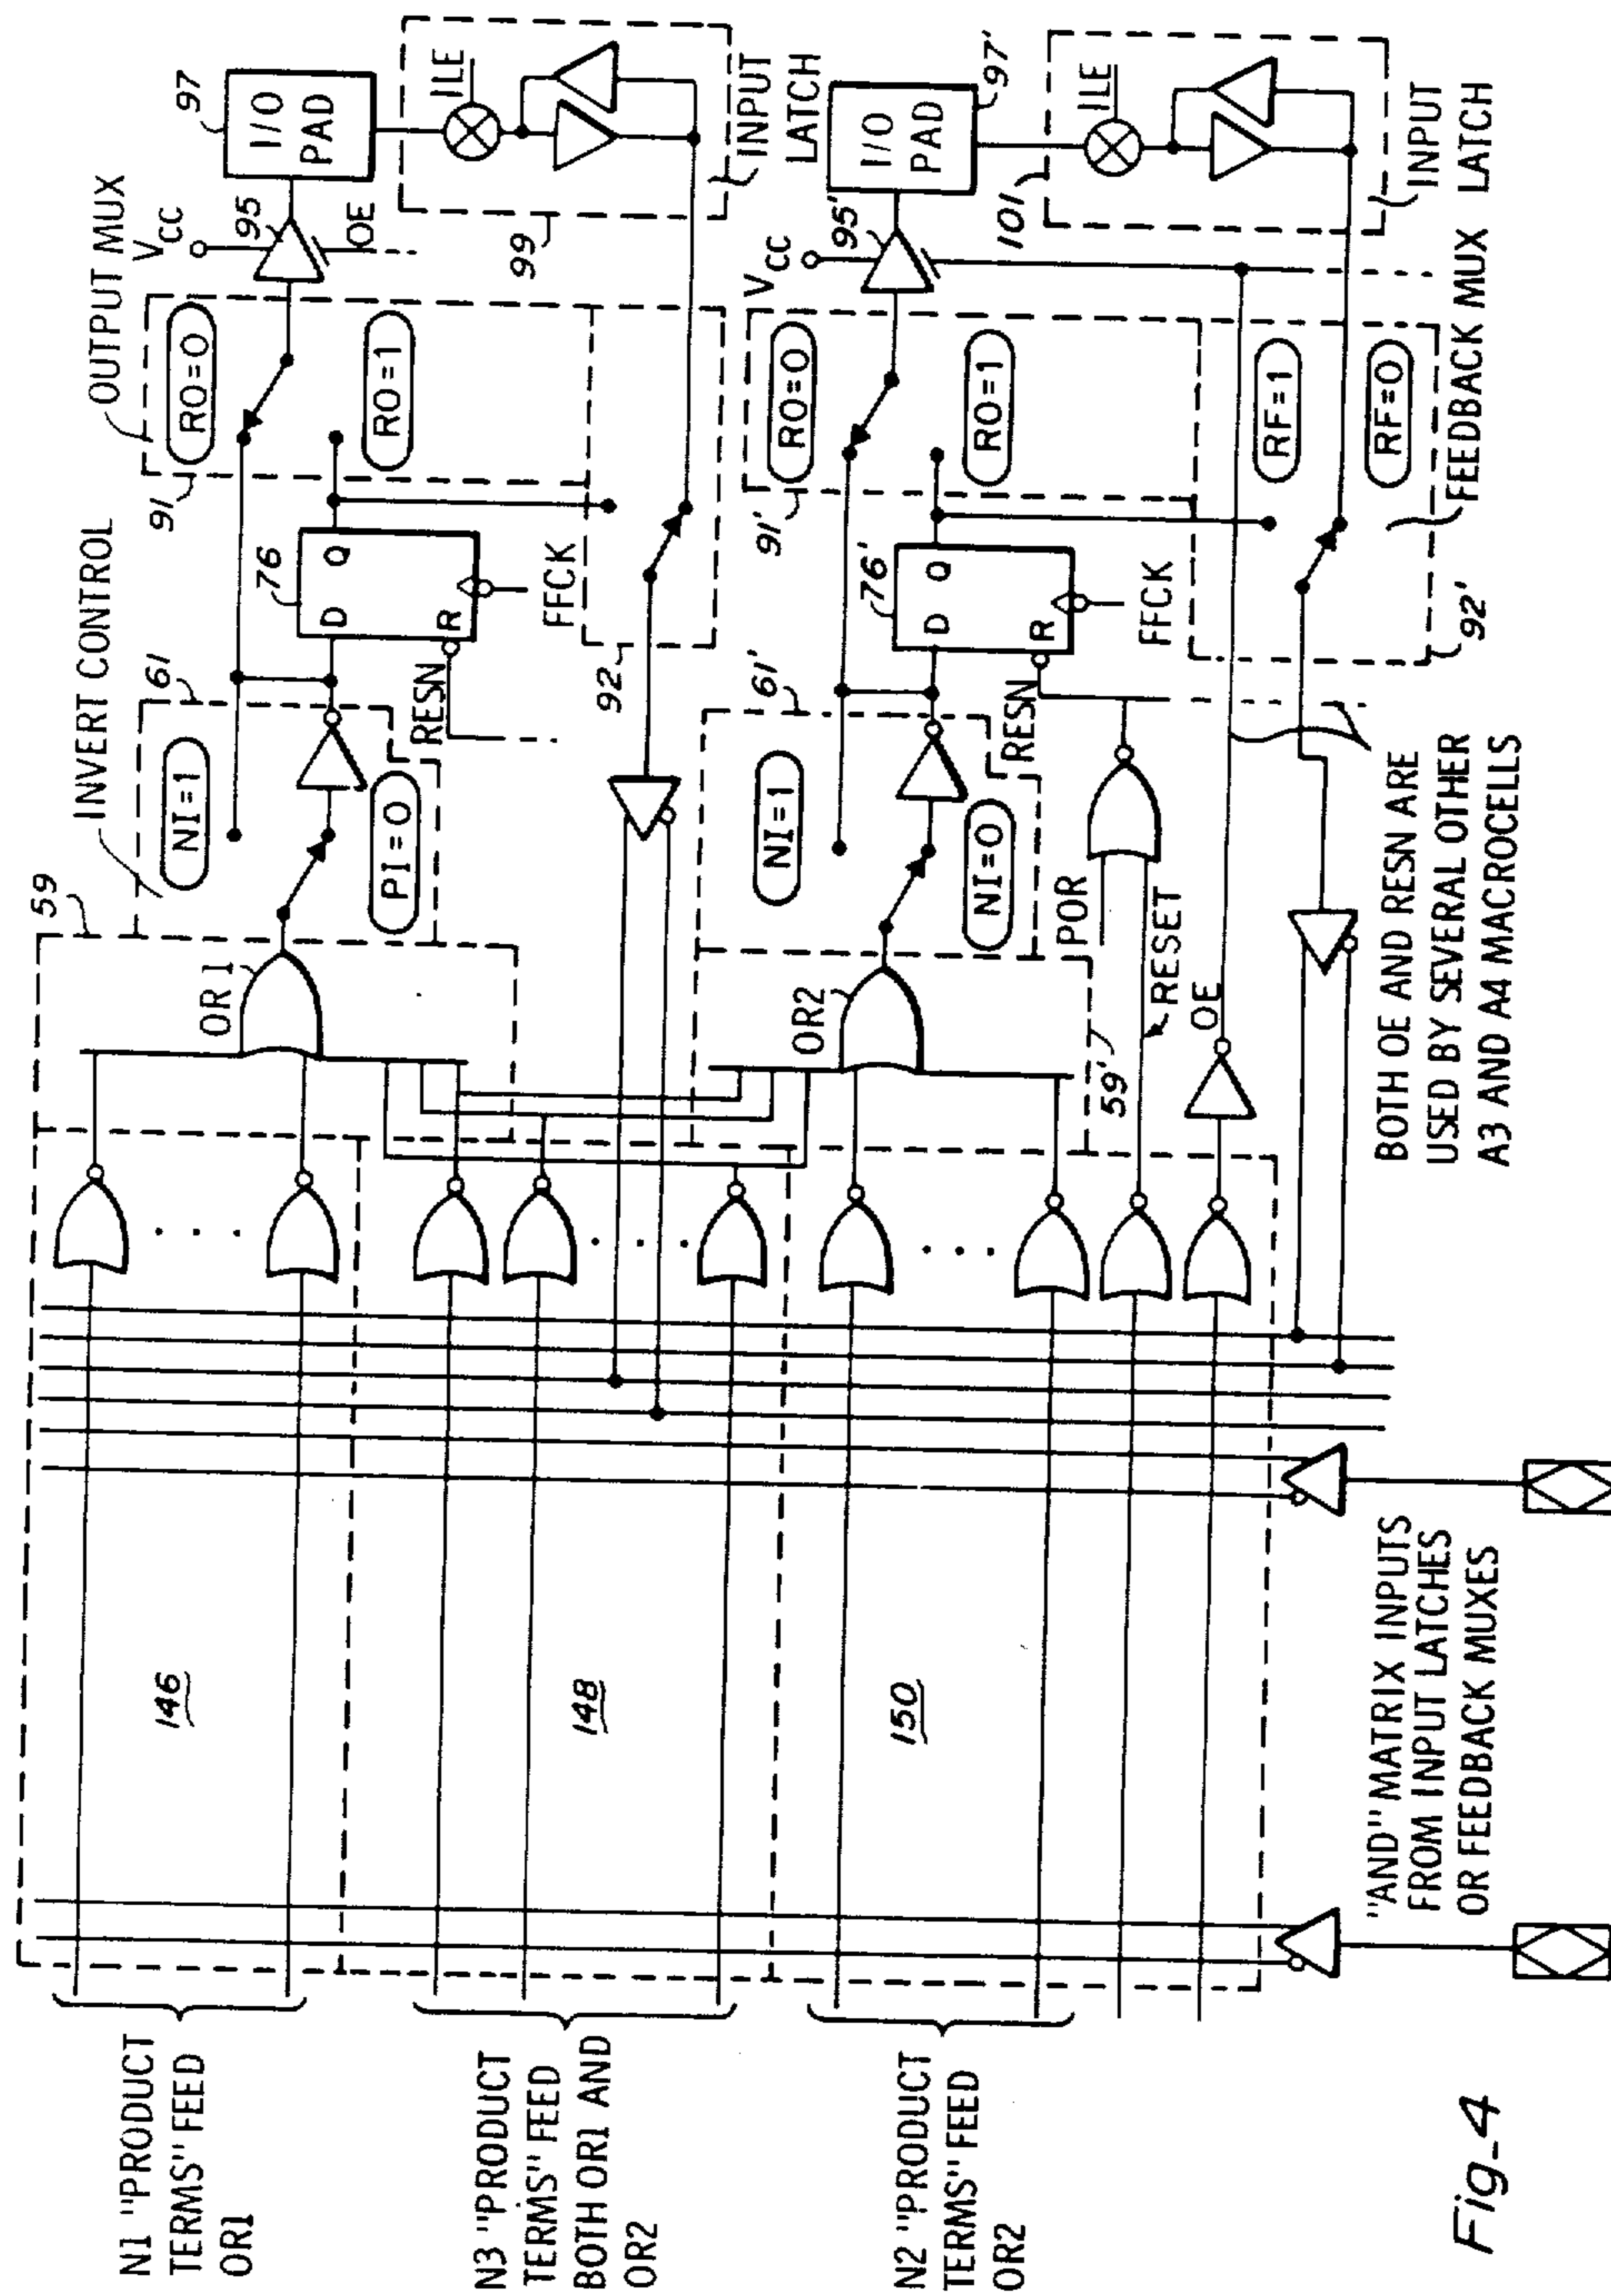 N1 "PRODUCT
TERMS" FEED
OR1
N3 "PRODUCT
TERMS" FEED
BOTH OR1 AND
OR2
N2 "PRODUCT
TERMS" FEED
OR2
146
148
150
"AND" MATRIX INPUTS
FROM INPUT LATCHES
OR FEEDBACK MUXES
59
OR 1
INVERT CONTROL
61
NI=1
PI=0
RESN
76
D Q
R
FFCK
91
OUTPUT MUX
RO=0
RO=1
92
VCC
95
OE
97
I/O
PAD
99
ILE
INPUT
LATCH
OR2
59'
61'
NI=1
NI=0
RESN
POR
RESET
OE
76'
D Q
R
FFCK
91'
RO=0
RO=1
RF=1
RF=0
92'
FEEDBACK MUX
VCC
95'
97'
I/O
PAD
101
ILE
INPUT
LATCH
BOTH OE AND RESN ARE
USED BY SEVERAL OTHER
A3 AND A4 MACROCELLS
Fig_4